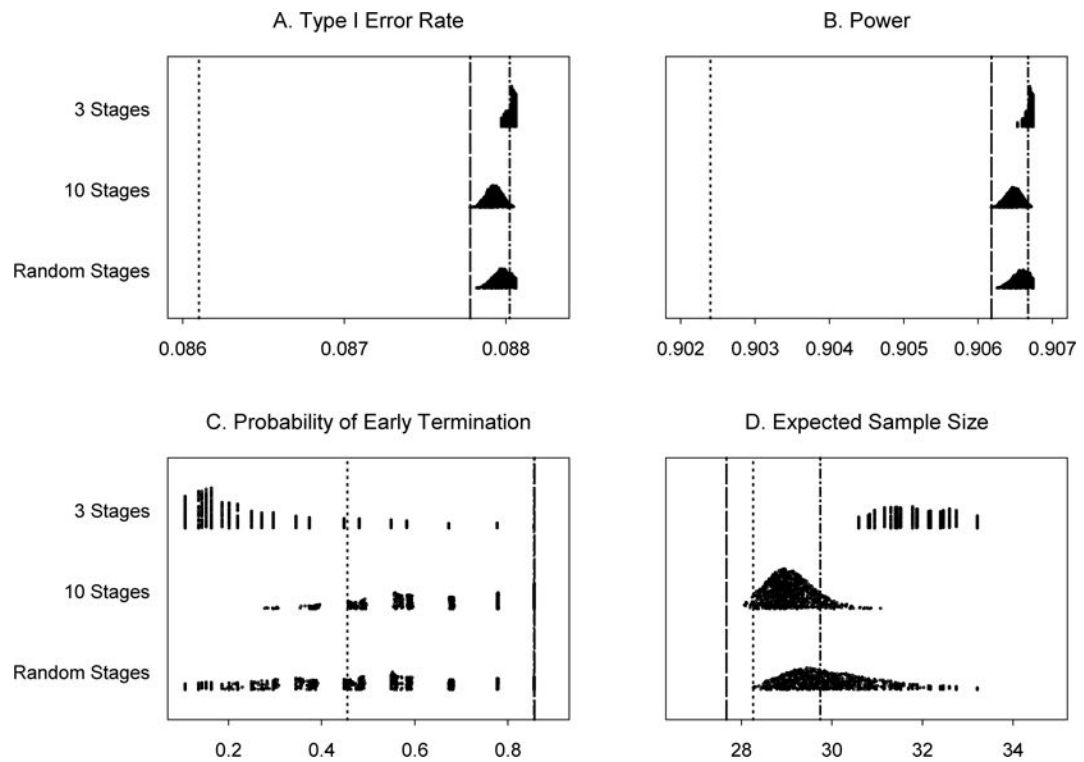 A. Type I Error Rate
B. Power
3 Stages
10 Stages
Random Stages
0.086 0.087 0.088
0.902 0.903 0.904 0.905 0.906 0.907
C. Probability of Early Termination
D. Expected Sample Size
3 Stages
10 Stages
Random Stages
0.2 0.4 0.6 0.8
28 30 32 34